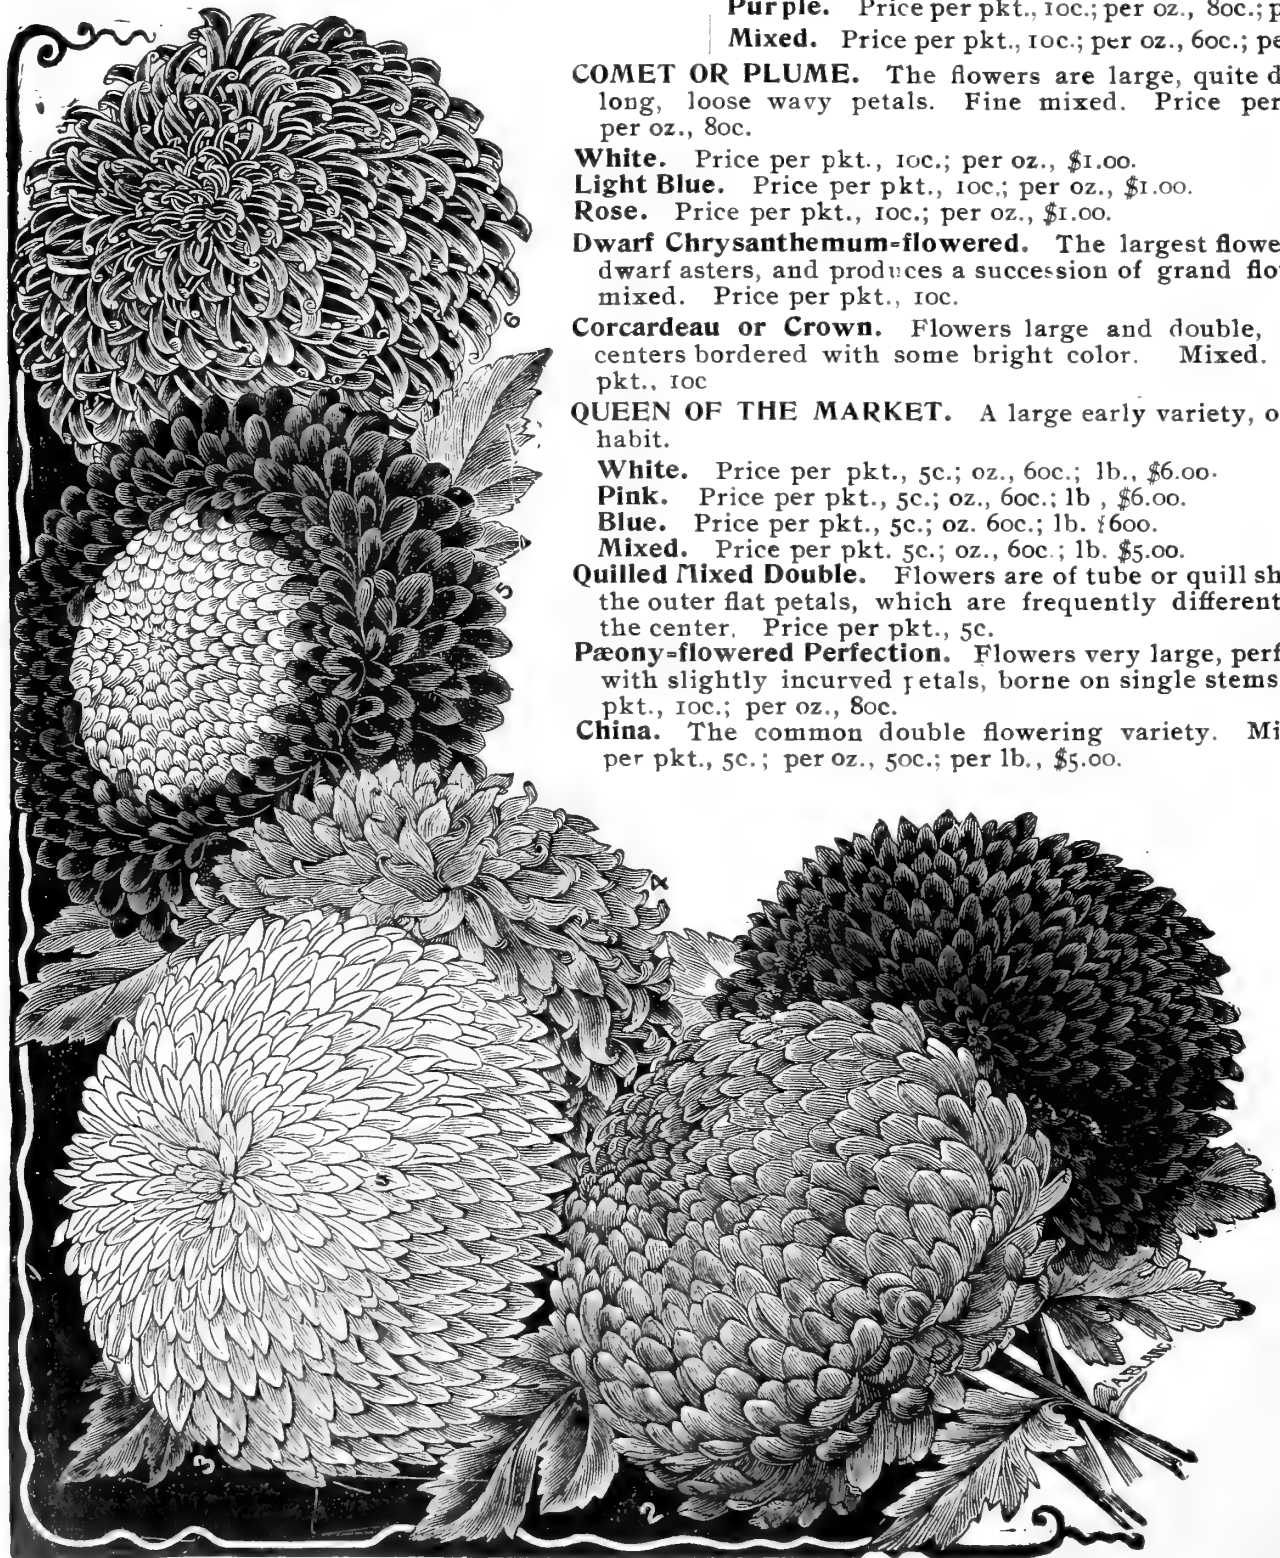 Purple. Price per pkt., 10c.; per oz., 80c.; p
Mixed. Price per pkt., 10c.; per oz., 60c.; pe
COMET OR PLUME. The flowers are large, quite d
long, loose wavy petals. Fine mixed. Price per
per oz., 80c.
White. Price per pkt., 10c.; per oz., $1.00.
Light Blue. Price per pkt., 10c.; per oz., $1.00.
Rose. Price per pkt., 10c.; per oz., $1.00.
Dwarf Chrysanthemum=flowered. The largest flowe
dwarf asters, and produces a succession of grand flo
mixed. Price per pkt., 10c.
Corcardeau or Crown. Flowers large and double,
centers bordered with some bright color. Mixed.
pkt., 10c
QUEEN OF THE MARKET. A large early variety, o
habit.
White. Price per pkt., 5c.; oz., 60c.; lb., $6.00.
Pink. Price per pkt., 5c.; oz., 60c.; lb , $6.00.
Blue. Price per pkt., 5c.; oz. 60c.; lb. $600.
Mixed. Price per pkt. 5c.; oz., 60c.; lb. $5.00.
Quilled Mixed Double. Flowers are of tube or quill sh
the outer flat petals, which are frequently different
the center. Price per pkt., 5c.
Pæony=flowered Perfection. Flowers very large, perf
with slightly incurved petals, borne on single stems
pkt., 10c.; per oz., 80c.
China. The common double flowering variety. Mi
per pkt., 5c.; per oz., 50c.; per lb., $5.00.
6
5
4
3
2
A.BLANC